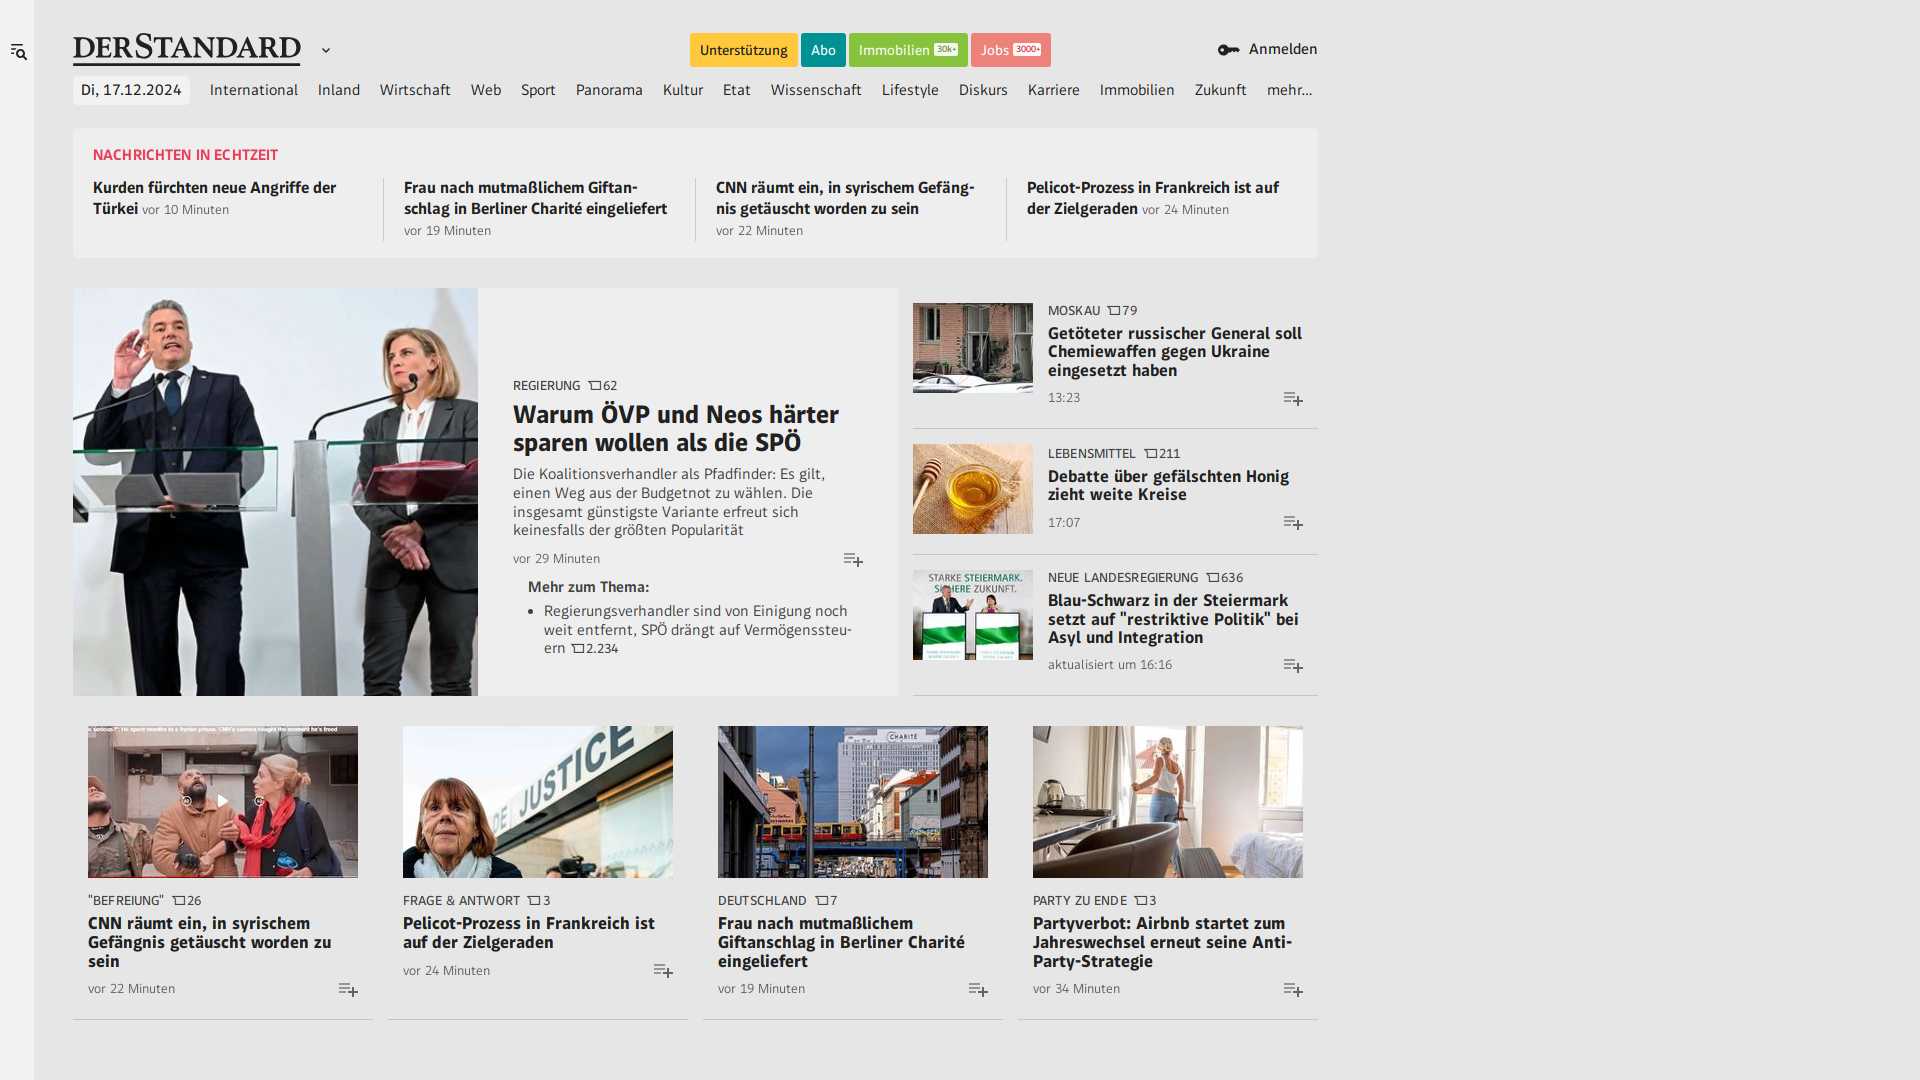 DERSTANDARD
Unterstützung
Abo
Immobilien 30k+
Jobs 3000+
Anmelden
Di, 17.12.2024
International
Inland
Wirtschaft
Web
Sport
Panorama
Kultur
Etat
Wissenschaft
Lifestyle
Diskurs
Karriere
Immobilien
Zukunft
mehr...
NACHRICHTEN IN ECHTZEIT
Kurden fürchten neue Angriffe der
Türkei vor 10 Minuten
Frau nach mutmaßlichem Giftan-
schlag in Berliner Charité eingeliefert
vor 19 Minuten
CNN räumt ein, in syrischem Gefäng-
nis getäuscht worden zu sein
vor 22 Minuten
Pelicot-Prozess in Frankreich ist auf
der Zielgeraden vor 24 Minuten
REGIERUNG 62
Warum ÖVP und Neos härter
sparen wollen als die SPÖ
Die Koalitionsverhandler als Pfadfinder: Es gilt,
einen Weg aus der Budgetnot zu wählen. Die
insgesamt günstigste Variante erfreut sich
keinesfalls der größten Popularität
vor 29 Minuten
Mehr zum Thema:
Regierungsverhandler sind von Einigung noch
weit entfernt, SPÖ drängt auf Vermögenssteu-
ern 2.234
MOSKAU 79
Getöteter russischer General soll
Chemiewaffen gegen Ukraine
eingesetzt haben
13:23
LEBENSMITTEL 211
Debatte über gefälschten Honig
zieht weite Kreise
17:07
STARKE STEIERMARK.
SICHERE ZUKUNFT.
NEUE LANDESREGIERUNG 636
Blau-Schwarz in der Steiermark
setzt auf "restriktive Politik" bei
Asyl und Integration
aktualisiert um 16:16
"BEFREIUNG" 26
CNN räumt ein, in syrischem
Gefängnis getäuscht worden zu
sein
vor 22 Minuten
DE JUSTICE
FRAGE & ANTWORT 3
Pelicot-Prozess in Frankreich ist
auf der Zielgeraden
vor 24 Minuten
CHARITÉ
DEUTSCHLAND 7
Frau nach mutmaßlichem
Giftanschlag in Berliner Charité
eingeliefert
vor 19 Minuten
PARTY ZU ENDE 3
Partyverbot: Airbnb startet zum
Jahreswechsel erneut seine Anti-
Party-Strategie
vor 34 Minuten